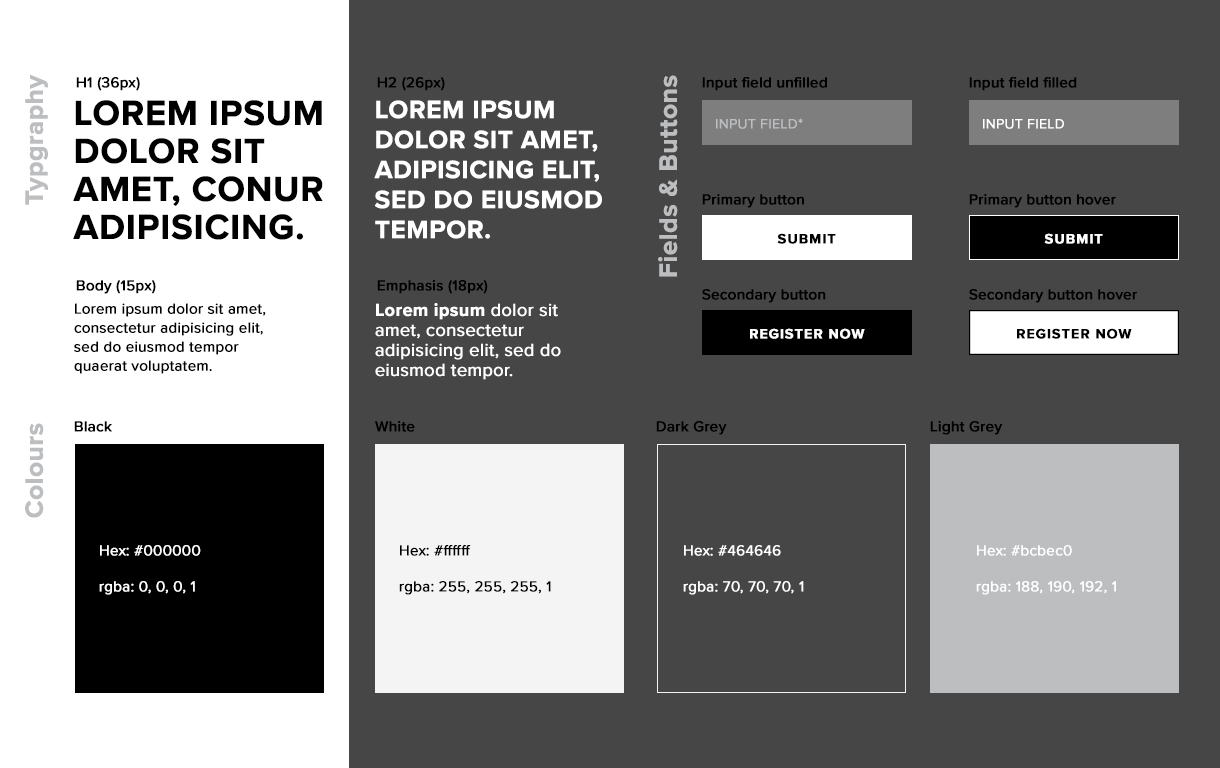 Typgraphy
H1 (36px)
LOREM IPSUM
DOLOR SIT
AMET, CONUR
ADIPISICING.
Body (15px)
Lorem ipsum dolor sit amet,
consectetur adipisicing elit,
sed do eiusmod tempor
quaerat voluptatem.
H2 (26px)
LOREM IPSUM
DOLOR SIT AMET,
ADIPISICING ELIT,
SED DO EIUSMOD
TEMPOR.
Emphasis (18px)
Lorem ipsum dolor sit
amet, consectetur
adipisicing elit, sed do
eiusmod tempor.
Fields & Buttons
Input field unfilled
INPUT FIELD*
Input field filled
INPUT FIELD
Primary button
SUBMIT
Primary button hover
SUBMIT
Secondary button
REGISTER NOW
Secondary button hover
REGISTER NOW
Colours
Black
Hex: #000000
rgba: 0, 0, 0, 1
White
Hex: #ffffff
rgba: 255, 255, 255, 1
Dark Grey
Hex: #464646
rgba: 70, 70, 70, 1
Light Grey
Hex: #bcbec0
rgba: 188, 190, 192, 1